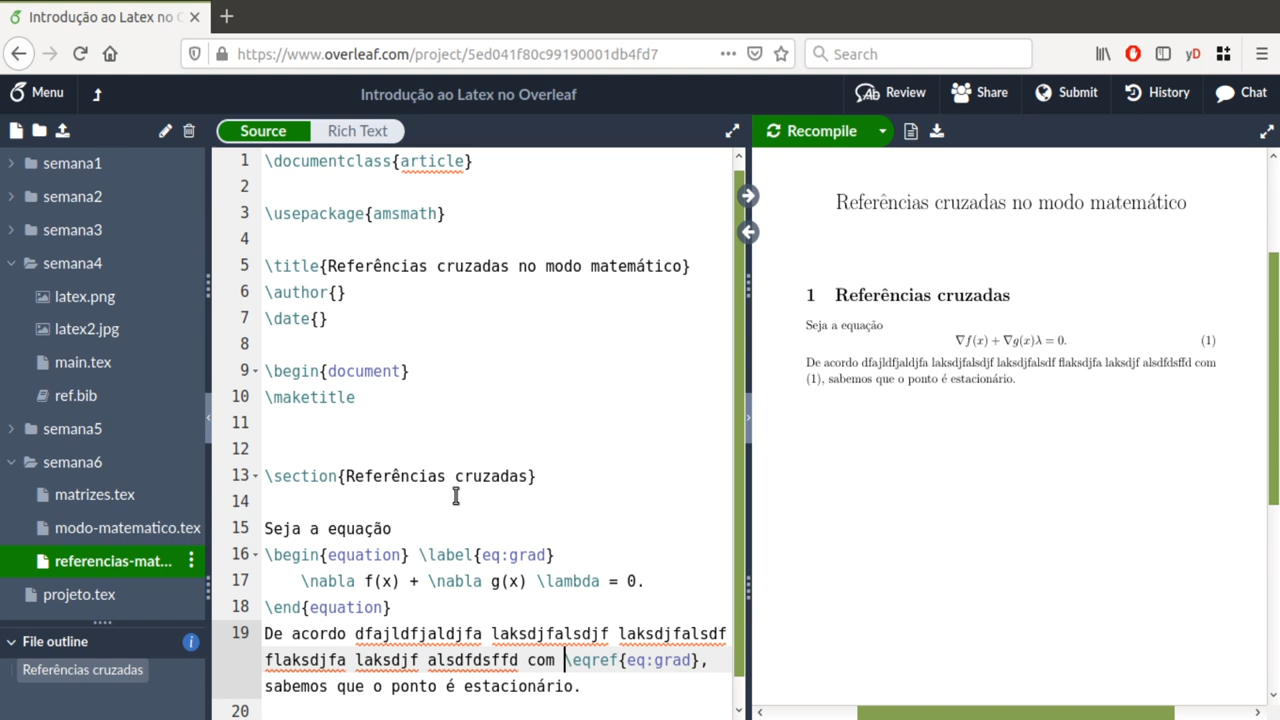 Introdução ao Latex no O
https://www.overleaf.com/project/5ed041f80c99190001db4fd7
Search
yD
Menu
Introdução ao Latex no Overleaf
Ab Review
Share
Submit
History
Chat
Source
Rich Text
Recompile
semana1
semana2
semana3
semana4
latex.png
latex2.jpg
main.tex
ref.bib
semana5
semana6
matrizes.tex
modo-matematico.tex
referencias-mat...
projeto.tex
File outline
Referências cruzadas
1 \documentclass{article}
2
3 \usepackage{amsmath}
4
5 \title{Referências cruzadas no modo matemático}
6 \author{}
7 \date{}
8
9 \begin{document}
10 \maketitle
11
12
13 \section{Referências cruzadas}
14
15 Seja a equação
16 \begin{equation} \label{eq:grad}
17 \nabla f(x) + \nabla g(x) \lambda = 0.
18 \end{equation}
19 De acordo dfajldfjaldjfa laksdjfalsdjf laksdjfalsdf
flaksdjfa laksdjf alsdfdsffd com \eqref{eq:grad},
sabemos que o ponto é estacionário.
20
Referências cruzadas no modo matemático
1 Referências cruzadas
Seja a equação
∇f(x) + ∇g(x)λ = 0. (1)
De acordo dfajldfjaldjfa laksdjfalsdjf laksdjfalsdf flaksdjfa laksdjf alsdfdsffd com
(1), sabemos que o ponto é estacionário.